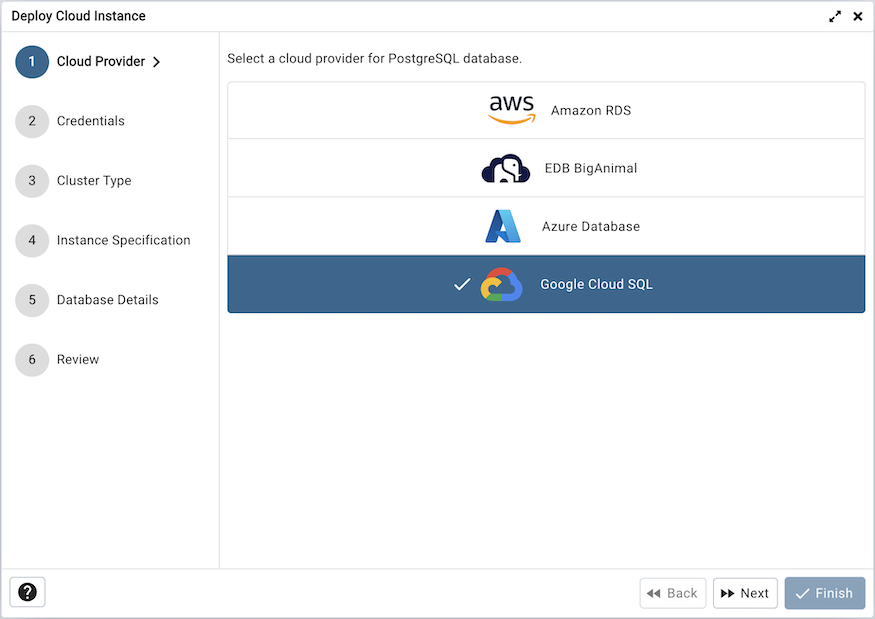 Deploy Cloud Instance
1 Cloud Provider
2 Credentials
3 Cluster Type
4 Instance Specification
5 Database Details
6 Review
Select a cloud provider for PostgreSQL database.
aws Amazon RDS
EDB BigAnimal
Azure Database
Google Cloud SQL
? Back Next Finish